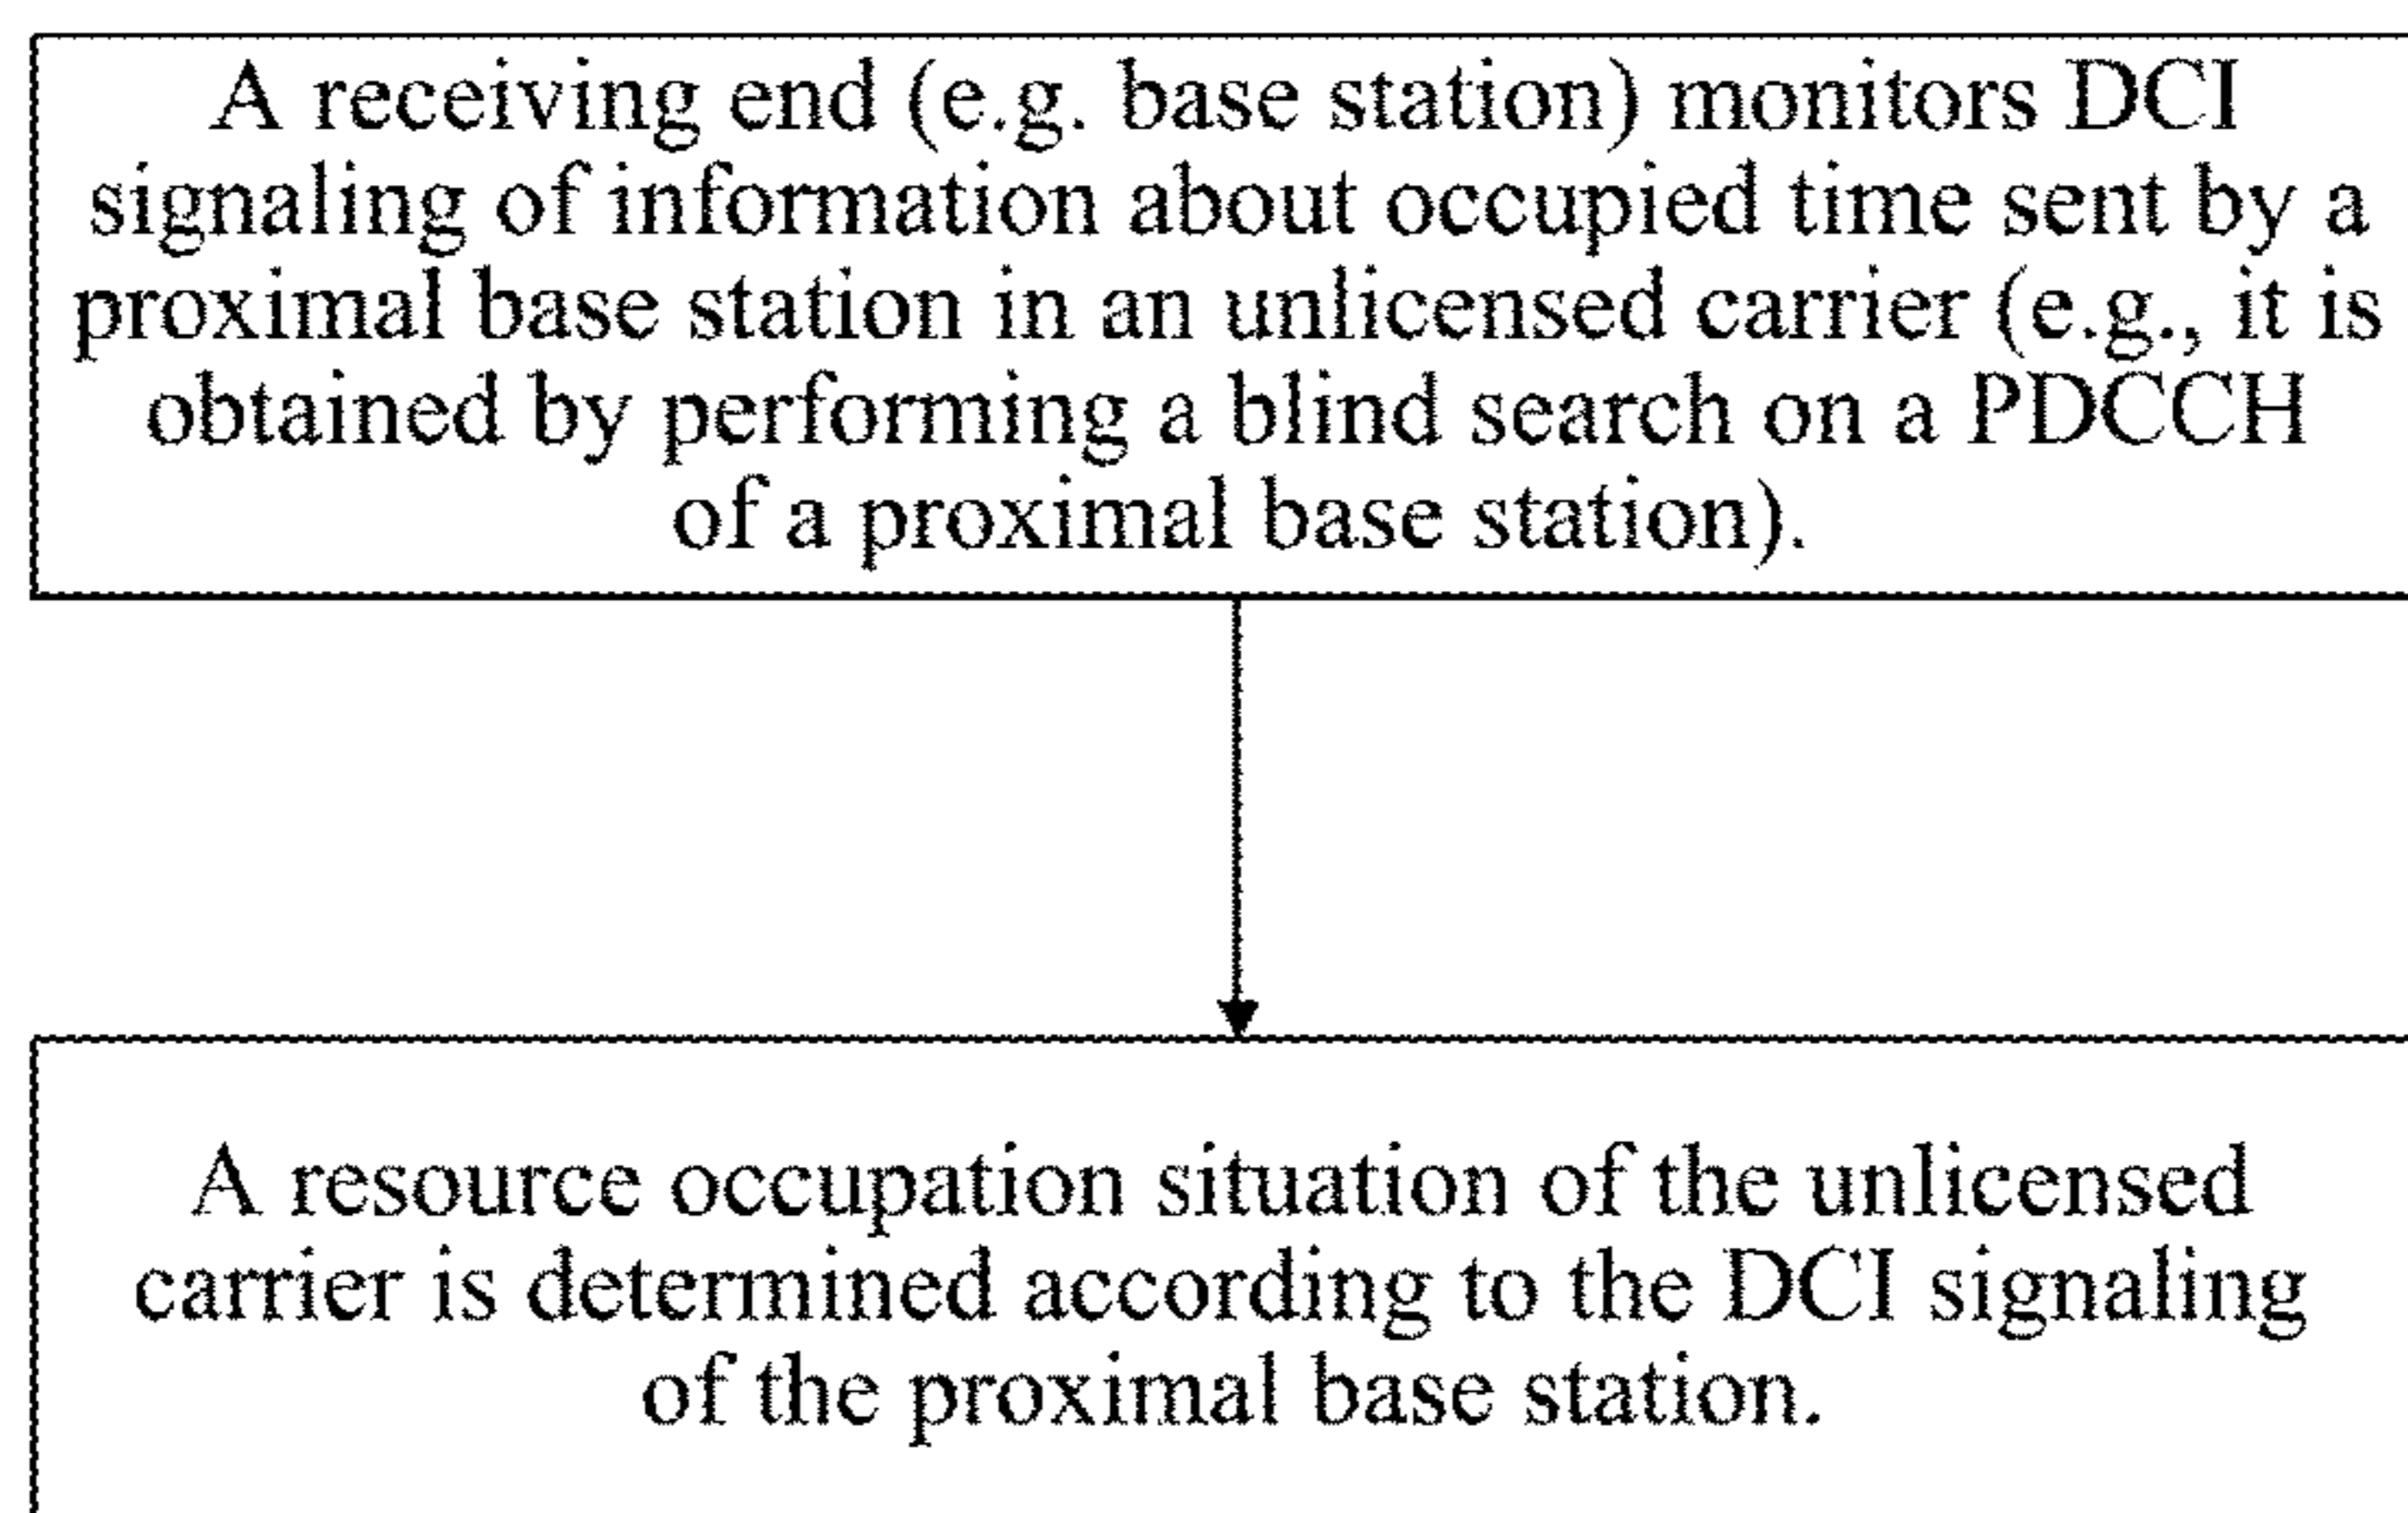 A receiving end (e.g. base station) monitors DCI
signaling of information about occupied time sent by a
proximal base station in an unlicensed carrier (e.g., it is
obtained by performing a blind search on a PDCCH
of a proximal base station).
A resource occupation situation of the unlicensed
carrier is determined according to the DCI signaling
of the proximal base station.